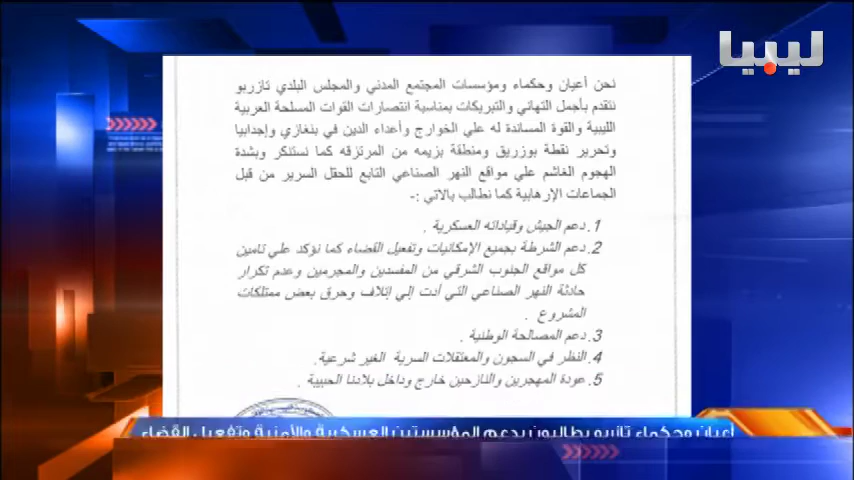 ليبيا
نحن أعيان وحكماء ومؤسسات المجتمع المدني والمجلس البلدي تازربو
نتقدم بأجمل التهاني والتبريكات بمناسبة انتصارات القوات المسلحة العربية
الليبية والقوة المساندة له علي الخوارج وأعداء الدين في بنغازي وإجدابيا
وتحرير نقطة بوزريق ومنطقة بزيمه من المرتزقه كما نستنكر وبشدة
الهجوم الغاشم علي مواقع النهر الصناعي التابع للحقل السرير من قبل
الجماعات الإرهابية كما نطالب بالاتي :-
1. دعم الجيش وقياداته العسكرية .
2. دعم الشرطة بجميع الإمكانيات وتفعيل القضاء كما نؤكد علي تامين
كل مواقع الجنوب الشرقي من المفسدين والمجرمين وعدم تكرار
حادثة النهر الصناعي التي أدت إلي إتلاف وحرق بعض ممتلكات
المشروع .
3. دعم المصالحة الوطنية .
4. النظر في السجون والمعتقلات السرية الغير شرعية.
5. عودة المهجرين والنازحين خارج وداخل بلادنا الحبيبة .
أعيان وحكماء تازربو يطالبون بدعم المؤسستين العسكرية والأمنية وتفعيل القضاء